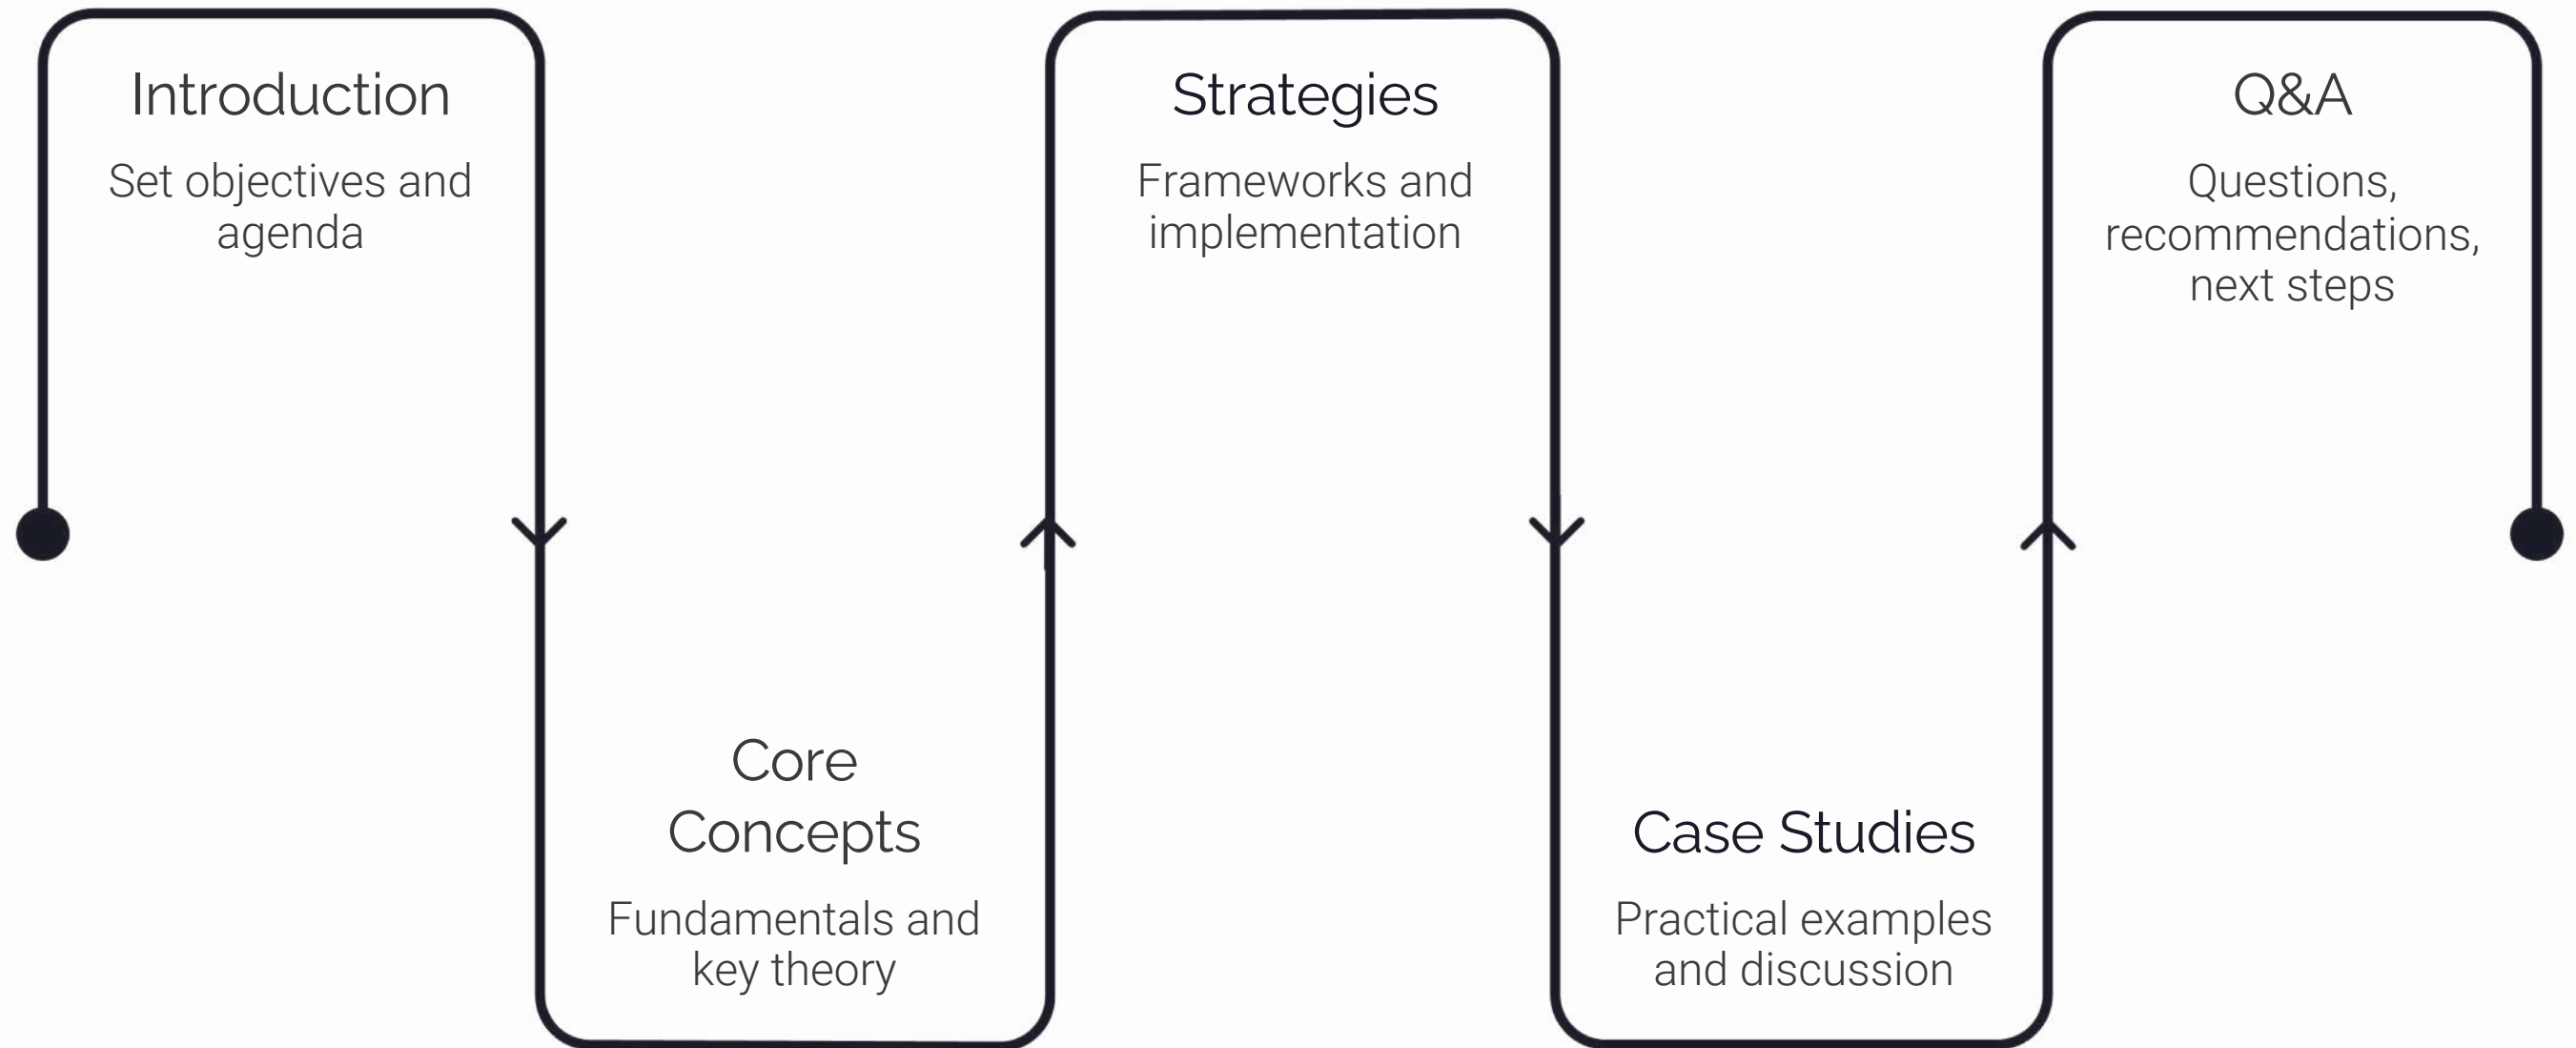 Introduction
Set objectives and
agenda
Core
Concepts
Fundamentals and
key theory
Strategies
Frameworks and
implementation
Case Studies
Practical examples
and discussion
Q&A
Questions,
recommendations,
next steps